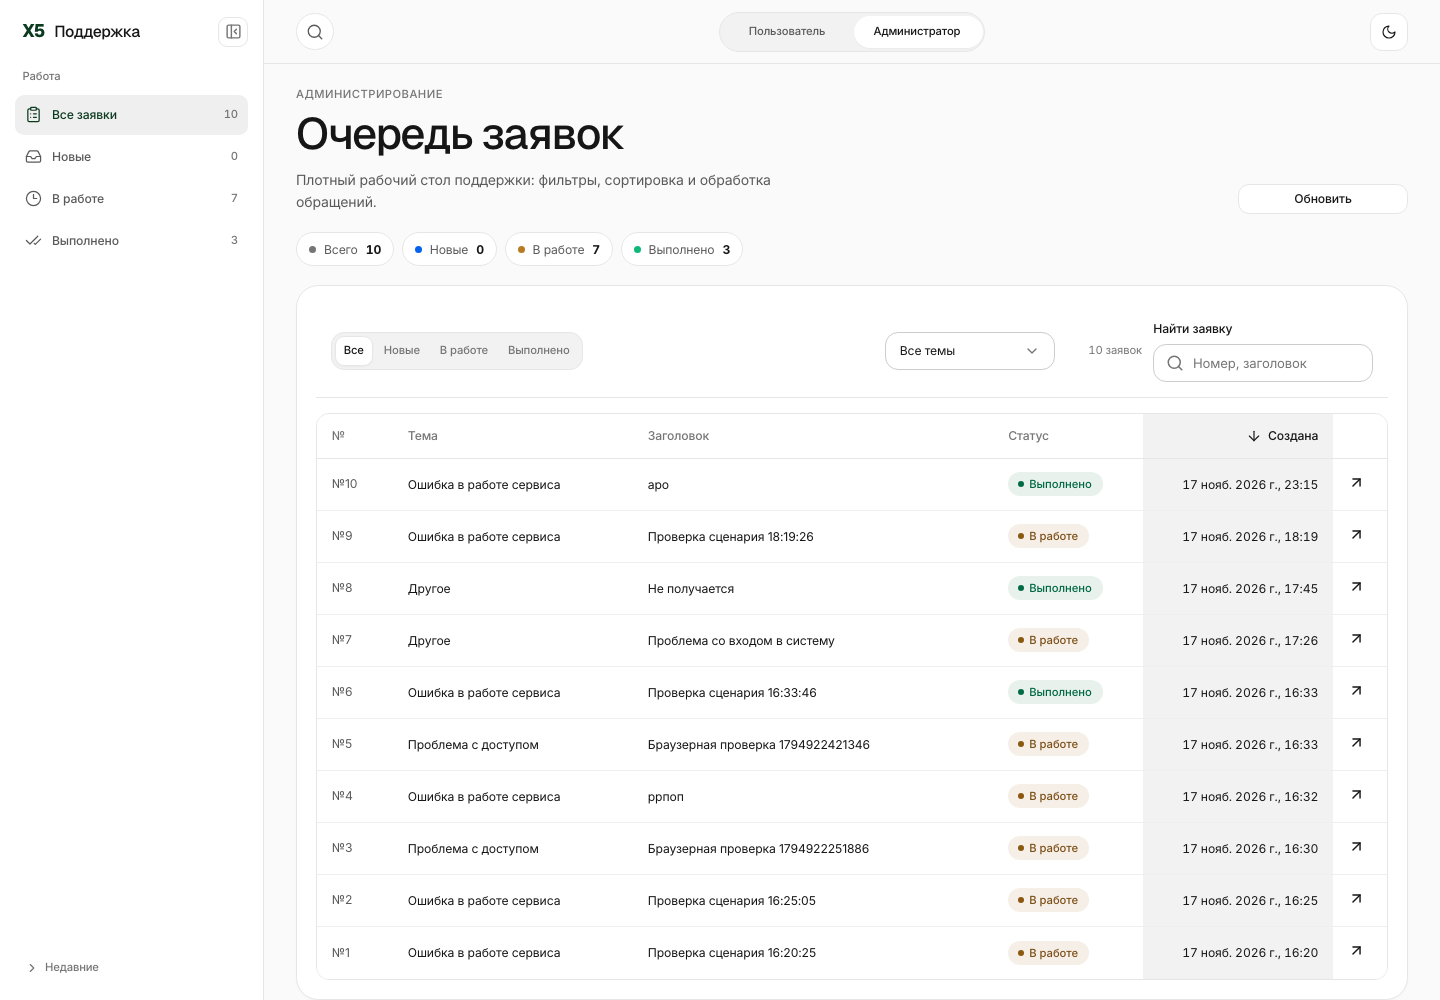 X5 Поддержка
Работа
Все заявки 10
Новые 0
В работе 7
Выполнено 3
Недавние
Пользователь Администратор
АДМИНИСТРИРОВАНИЕ
Очередь заявок
Плотный рабочий стол поддержки: фильтры, сортировка и обработка
обращений.
Обновить
Всего 10 Новые 0 В работе 7 Выполнено 3
Все Новые В работе Выполнено
Все темы
10 заявок
Найти заявку
Номер, заголовок
№ Тема Заголовок Статус Создана
№10 Ошибка в работе сервиса аро Выполнено 17 нояб. 2026 г., 23:15
№9 Ошибка в работе сервиса Проверка сценария 18:19:26 В работе 17 нояб. 2026 г., 18:19
№8 Другое Не получается Выполнено 17 нояб. 2026 г., 17:45
№7 Другое Проблема со входом в систему В работе 17 нояб. 2026 г., 17:26
№6 Ошибка в работе сервиса Проверка сценария 16:33:46 Выполнено 17 нояб. 2026 г., 16:33
№5 Проблема с доступом Браузерная проверка 1794922421346 В работе 17 нояб. 2026 г., 16:33
№4 Ошибка в работе сервиса ррпоп В работе 17 нояб. 2026 г., 16:32
№3 Проблема с доступом Браузерная проверка 1794922251886 В работе 17 нояб. 2026 г., 16:30
№2 Ошибка в работе сервиса Проверка сценария 16:25:05 В работе 17 нояб. 2026 г., 16:25
№1 Ошибка в работе сервиса Проверка сценария 16:20:25 В работе 17 нояб. 2026 г., 16:20